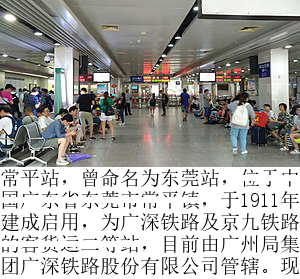 常平站，曾命名为东莞站，位于中
国广东省东莞市常平镇，于1911年
建成启用，为广深铁路及京九铁路
的客货运一等站，目前由广州局集
团广深铁路股份有限公司管辖。现